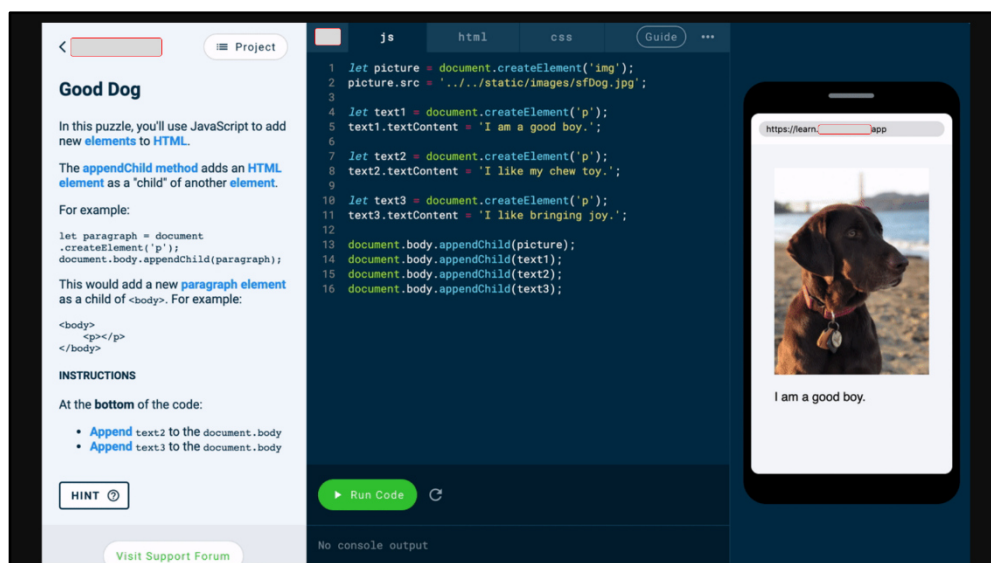 Project
Good Dog
In this puzzle, you'll use JavaScript to add
new elements to HTML.
The appendChild method adds an HTML
element as a "child" of another element.
For example:
let paragraph = document
.createElement('p');
document.body.appendChild(paragraph);
This would add a new paragraph element
as a child of <body>. For example:
<body>
<p></p>
</body>
INSTRUCTIONS
At the bottom of the code:
• Append text2 to the document.body
• Append text3 to the document.body
HINT ?
Visit Support Forum
js html css Guide ...
1 let picture = document.createElement('img');
2 picture.src = '../../static/images/sfDog.jpg';
3
4 let text1 = document.createElement('p');
5 text1.textContent = 'I am a good boy.';
6
7 let text2 = document.createElement('p');
8 text2.textContent = 'I like my chew toy.';
9
10 let text3 = document.createElement('p');
11 text3.textContent = 'I like bringing joy.';
12
13 document.body.appendChild(picture);
14 document.body.appendChild(text1);
15 document.body.appendChild(text2);
16 document.body.appendChild(text3);
Run Code
No console output
https://learn. app
I am a good boy.